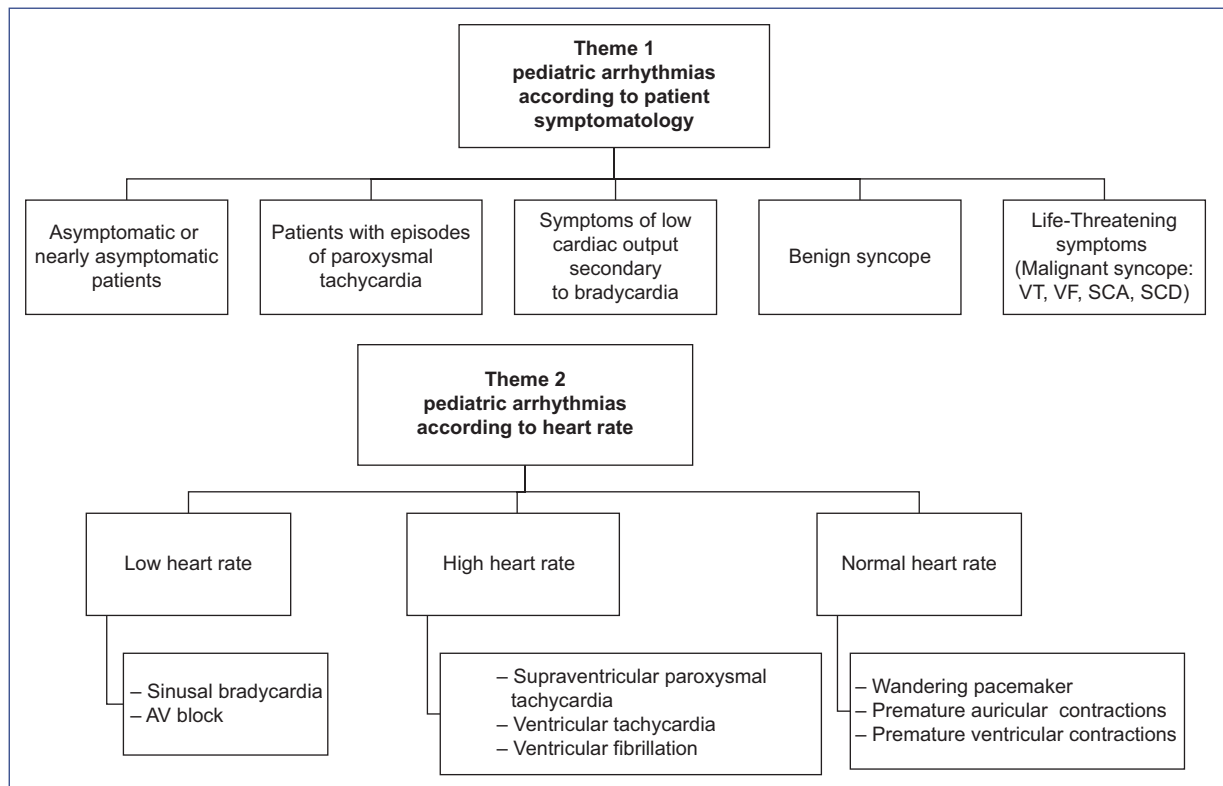 Theme 1
pediatric arrhythmias
according to patient
symptomatology
Asymptomatic or
nearly asymptomatic
patients
Patients with episodes
of paroxysmal
tachycardia
Symptoms of low
cardiac output
secondary
to bradycardia
Benign syncope
Life-Threatening
symptoms
(Malignant syncope:
VT, VF, SCA, SCD)
Theme 2
pediatric arrhythmias
according to heart rate
Low heart rate
High heart rate
Normal heart rate
– Sinusal bradycardia
– AV block
– Supraventricular paroxysmal
tachycardia
– Ventricular tachycardia
– Ventricular fibrillation
– Wandering pacemaker
– Premature auricular contractions
– Premature ventricular contractions